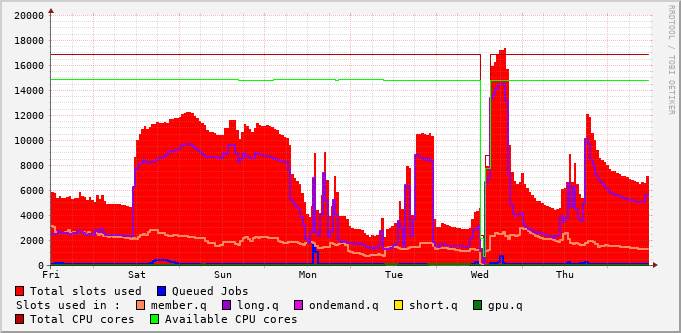 20000
18000
16000
14000
12000
10000
8000
6000
4000
2000
0
Fri Sat Sun Mon Tue Wed Thu
RRDTOOL / TOBI OETIKER
Total slots used Queued Jobs
Slots used in : member.q long.q ondemand.q short.q gpu.q
Total CPU cores Available CPU cores